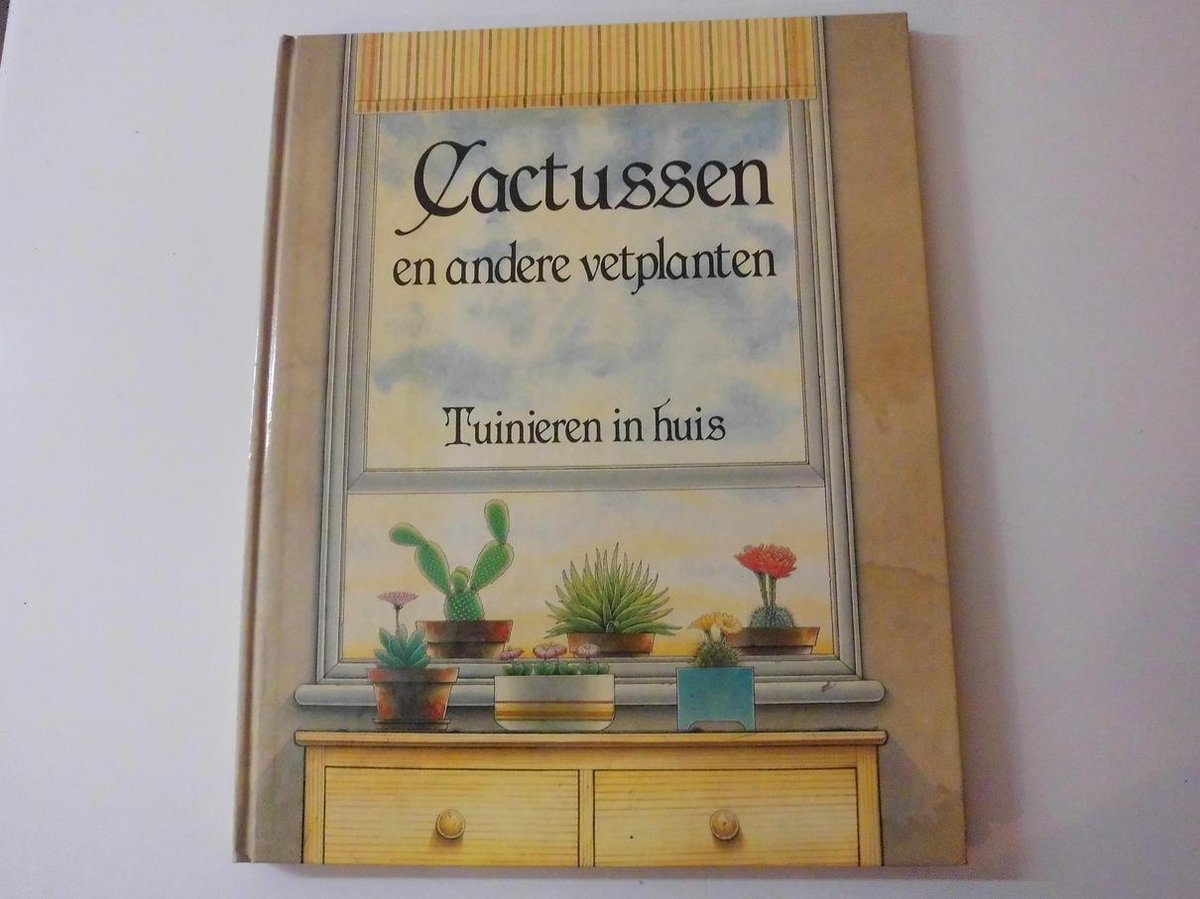 Cactussen
en andere vetplanten
Tuinieren in huis